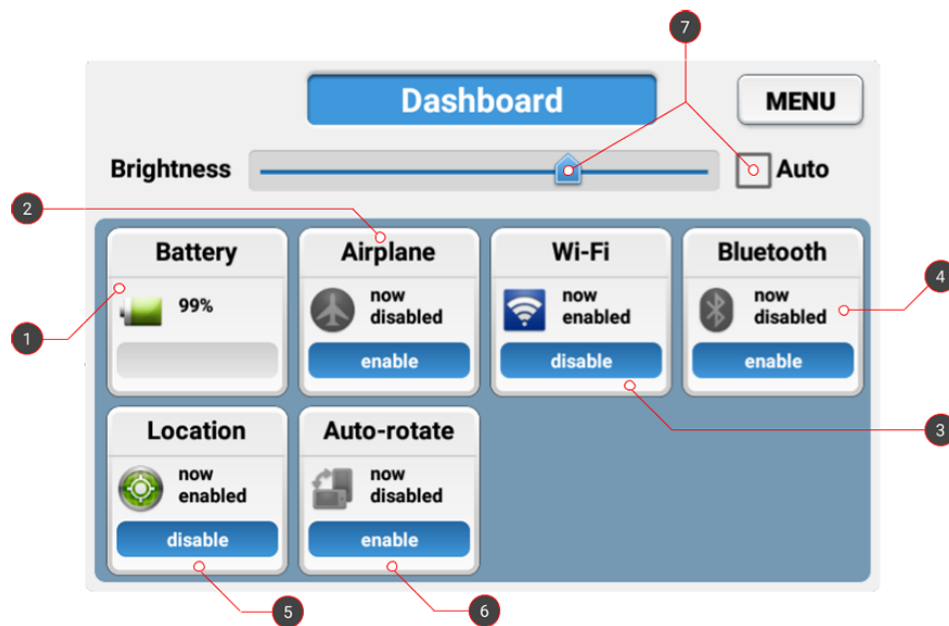 7
Dashboard
MENU
Brightness
Auto
2
Battery
Airplane
Wi-Fi
Bluetooth
4
99%
now
disabled
now
enabled
now
disabled
1
enable
disable
enable
3
Location
Auto-rotate
now
enabled
now
disabled
disable
enable
5
6